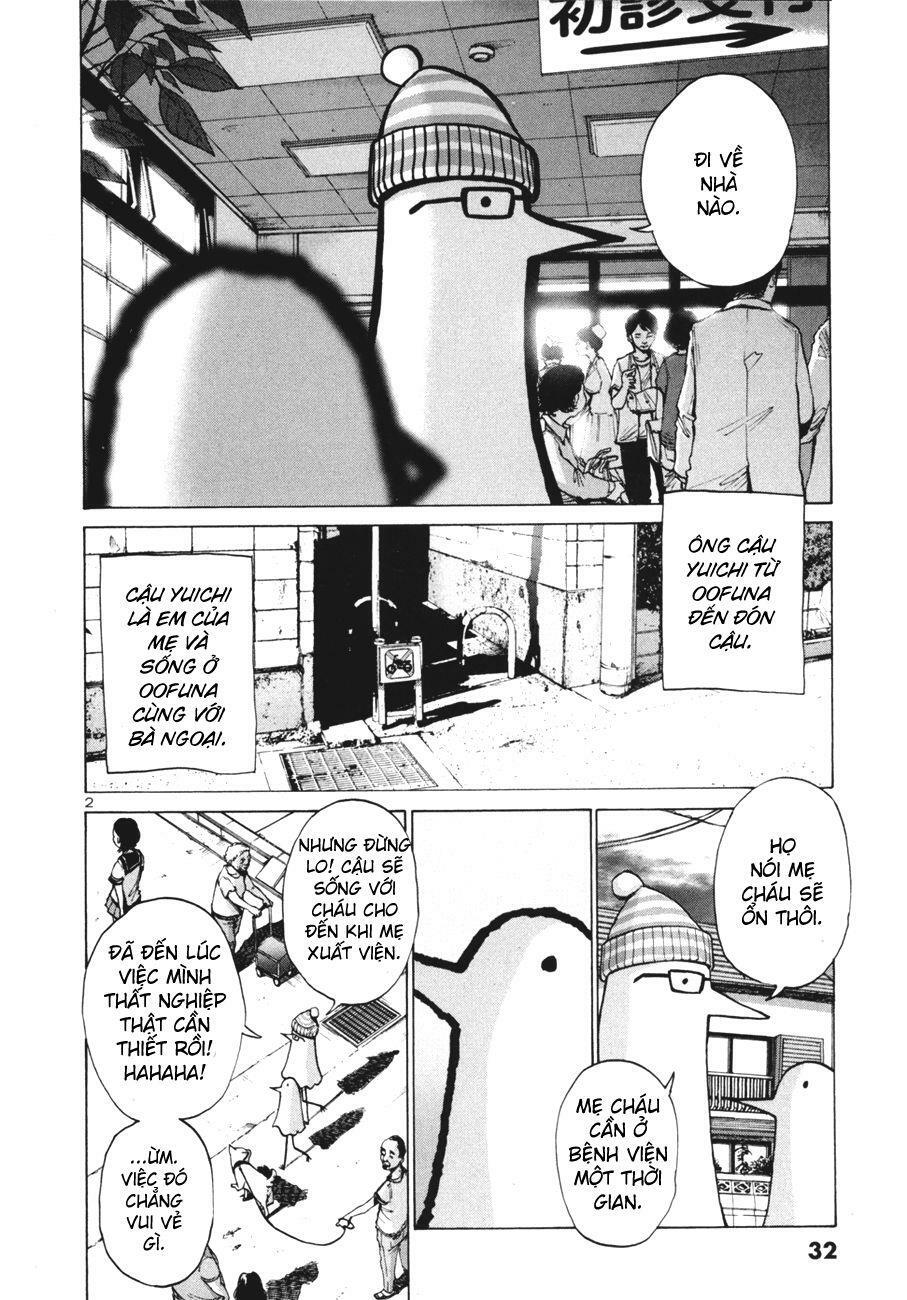 初診受付
ĐI VỀ
NHÀ
NÀO.
ÔNG CẬU
YUICHI TỪ
OOFUNA
ĐẾN ĐÓN
CẬU.
CẬU YUICHI
LÀ EM CỦA
MẸ VÀ
SỐNG Ở
OOFUNA
CÙNG VỚI
BÀ NGOẠI.
2
HỌ
NÓI MẸ
CHÁU SẼ
ỔN THÔI.
MẸ CHÁU
CẦN Ở
BỆNH VIỆN
MỘT THỜI
GIAN.
NHƯNG ĐỪNG
LO! CẬU SẼ
SỐNG VỚI
CHÁU CHO
ĐẾN KHI MẸ
XUẤT VIỆN.
ĐÃ ĐẾN LÚC
VIỆC MÌNH
THẤT NGHIỆP
THẬT CẦN
THIẾT RỒI!
HAHAHA!
...ỪM.
VIỆC ĐÓ
CHẲNG
VUI VẺ
GÌ.
32